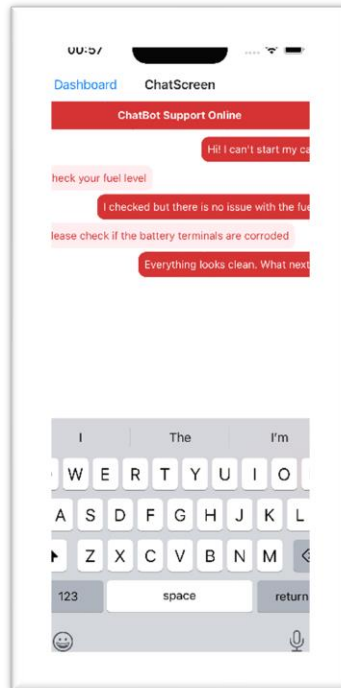 00:57
Dashboard ChatScreen
ChatBot Support Online
Hi! I can't start my ca
heck your fuel level
I checked but there is no issue with the fue
lease check if the battery terminals are corroded
Everything looks clean. What next
I The I'm
W E R T Y U I O
A S D F G H J K L
Z X C V B N M
123 space return